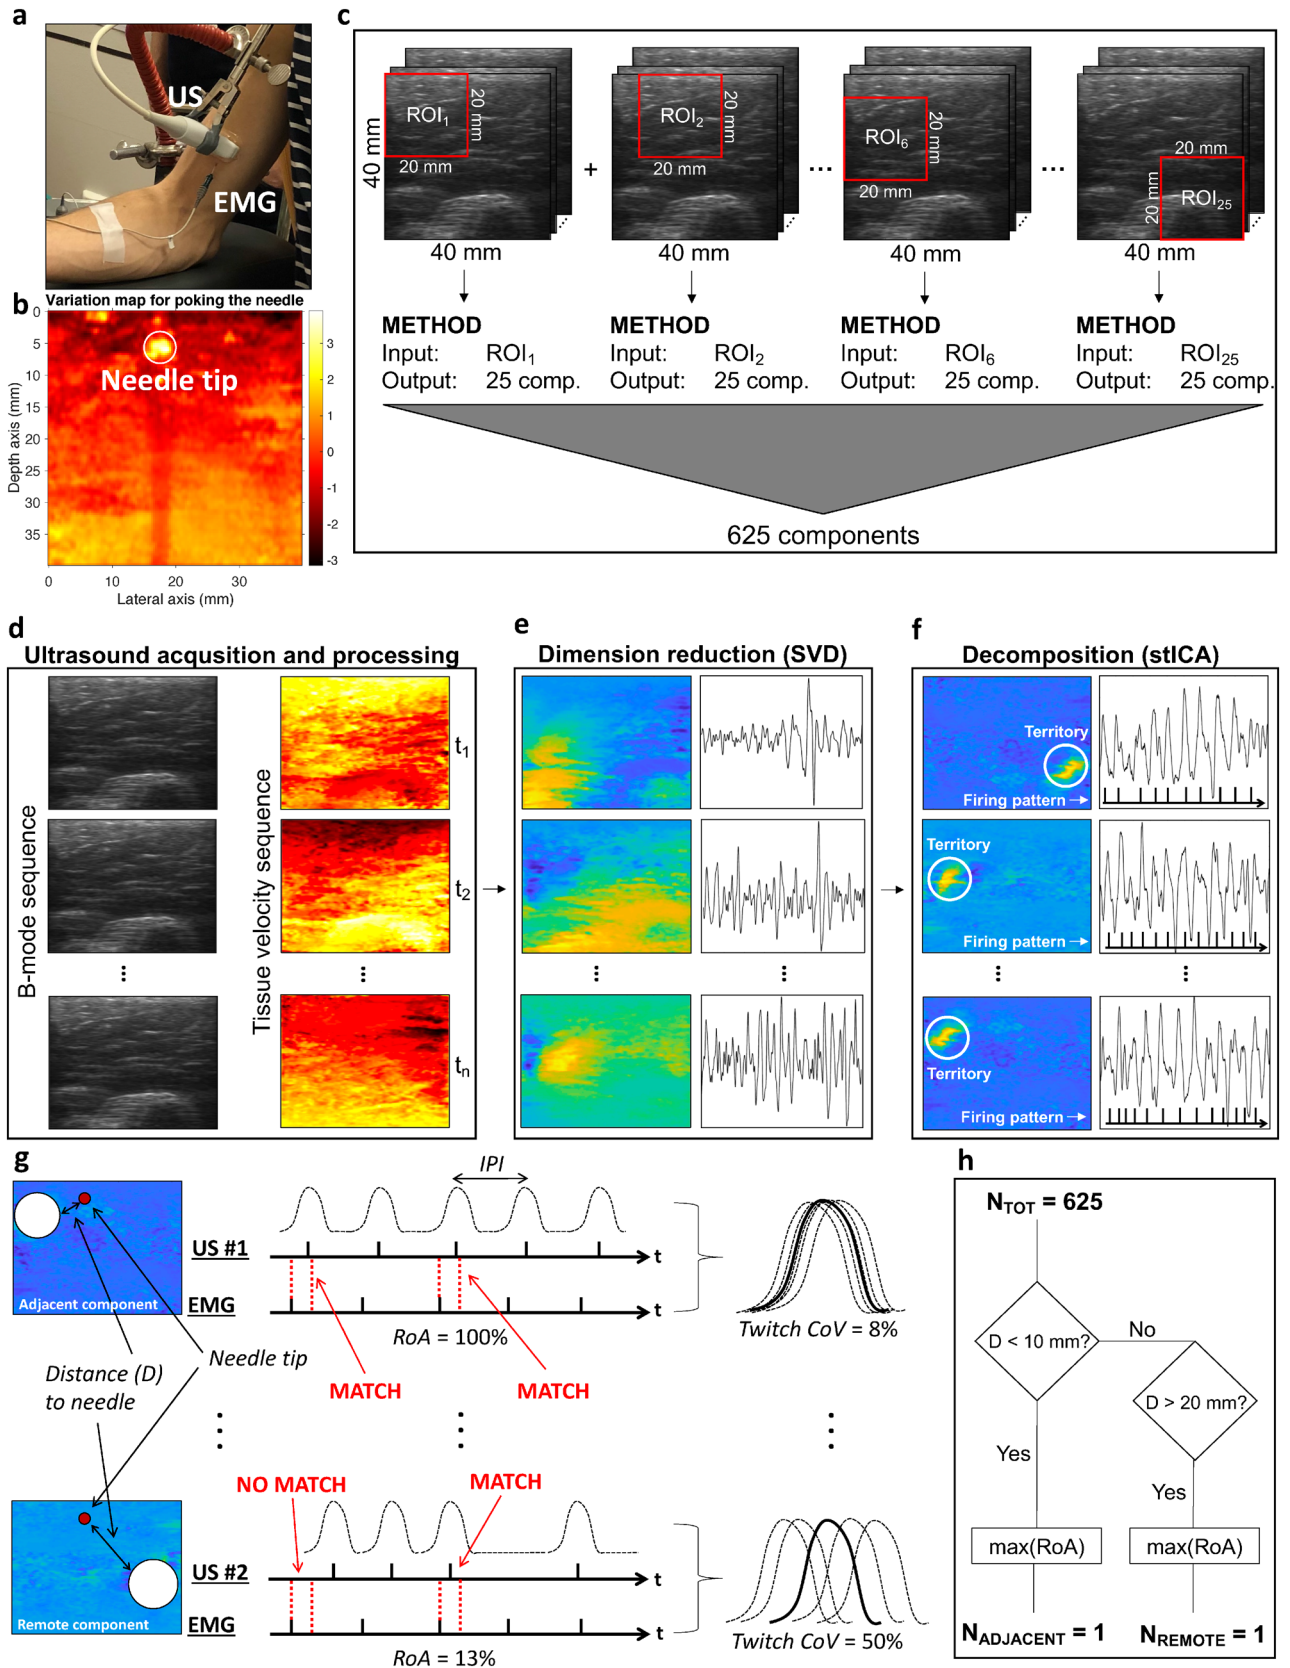 a
US
EMG
b
Variation map for poking the needle
Needle tip
0
5
10
15
20
25
30
35
Depth axis (mm)
0
10
20
30
Lateral axis (mm)
3
2
1
0
-1
-2
-3
c
ROI1
20 mm
20 mm
40 mm
40 mm
+
ROI2
20 mm
20 mm
40 mm
...
ROI6
20 mm
20 mm
40 mm
...
20 mm
20 mm
ROI25
40 mm
METHOD
Input: ROI1
Output: 25 comp.
METHOD
Input: ROI2
Output: 25 comp.
METHOD
Input: ROI6
Output: 25 comp.
METHOD
Input: ROI25
Output: 25 comp.
625 components
d
Ultrasound acqusition and processing
B-mode sequence
Tissue velocity sequence
t1
t2
tn
e
Dimension reduction (SVD)
f
Decomposition (stICA)
Territory
Firing pattern
Territory
Firing pattern
Territory
Firing pattern
g
Adjacent component
US #1
EMG
IPI
t
t
MATCH
RoA = 100%
MATCH
Twitch CoV = 8%
Distance (D)
to needle
Needle tip
NO MATCH
MATCH
Remote component
US #2
EMG
t
t
RoA = 13%
Twitch CoV = 50%
h
NTOT = 625
D < 10 mm?
No
D > 20 mm?
Yes
Yes
max(RoA)
max(RoA)
NADJACENT = 1
NREMOTE = 1